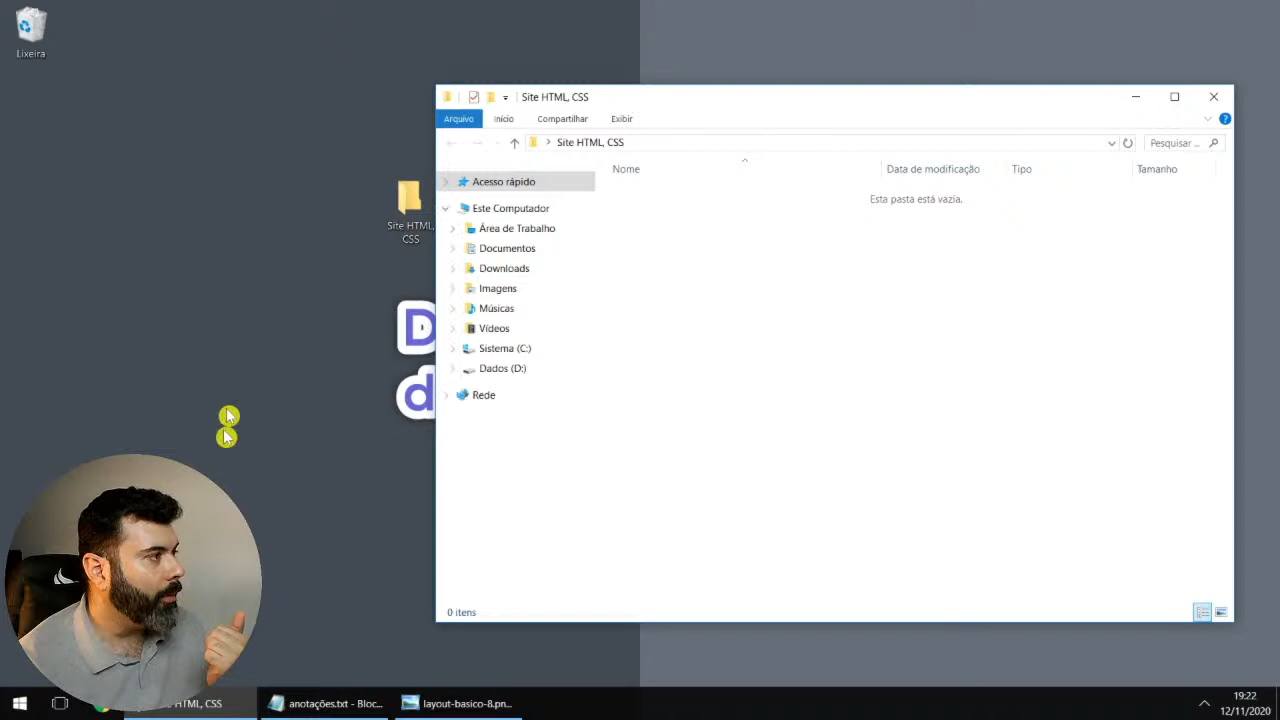 Lixeira
Site HTML, CSS
Arquivo
Início
Compartilhar
Exibir
Site HTML, CSS
Pesquisar ...
Nome
Data de modificação
Tipo
Tamanho
Esta pasta está vazia.
Acesso rápido
Este Computador
Área de Trabalho
Documentos
Downloads
Imagens
Músicas
Vídeos
Sistema (C:)
Dados (D:)
Rede
Site HTML,
CSS
D
d
0 itens
HTML, CSS
anotações.txt - Bloc...
layout-basico-8.pn...
19:22
12/11/2020